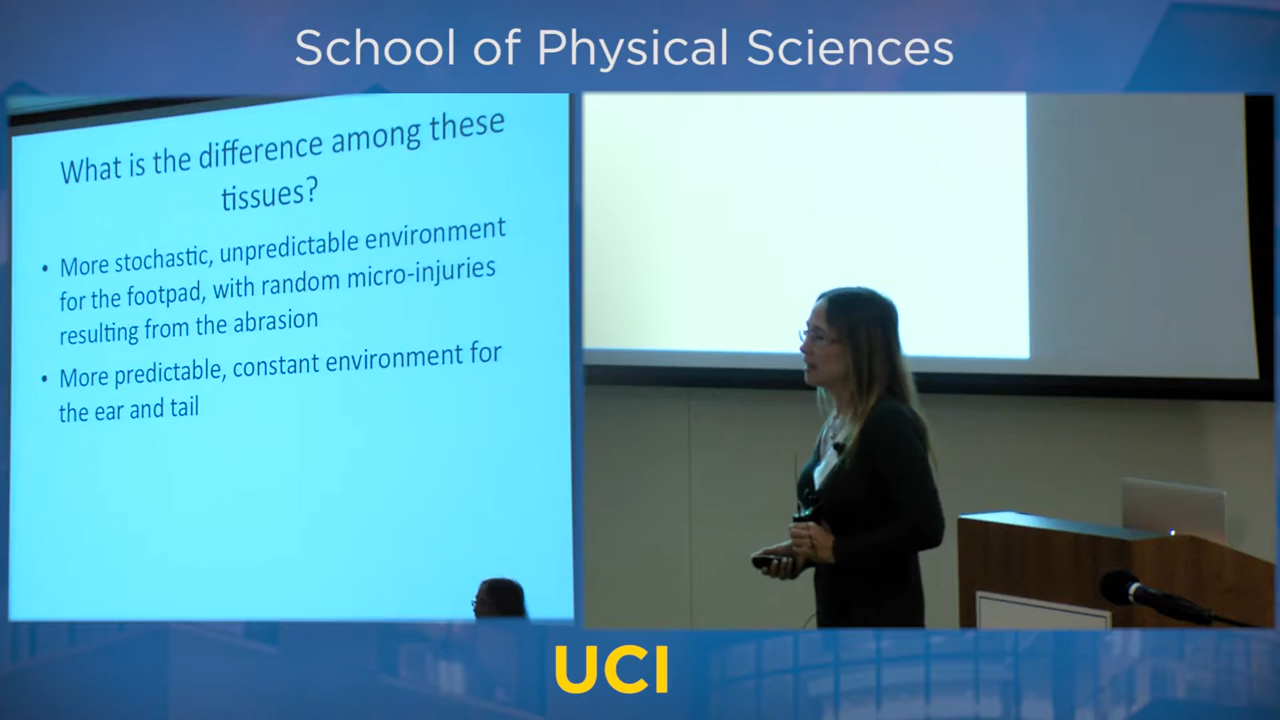 School of Physical Sciences
What is the difference among these
tissues?
• More stochastic, unpredictable environment
for the footpad, with random micro-injuries
resulting from the abrasion
• More predictable, constant environment for
the ear and tail
UCI